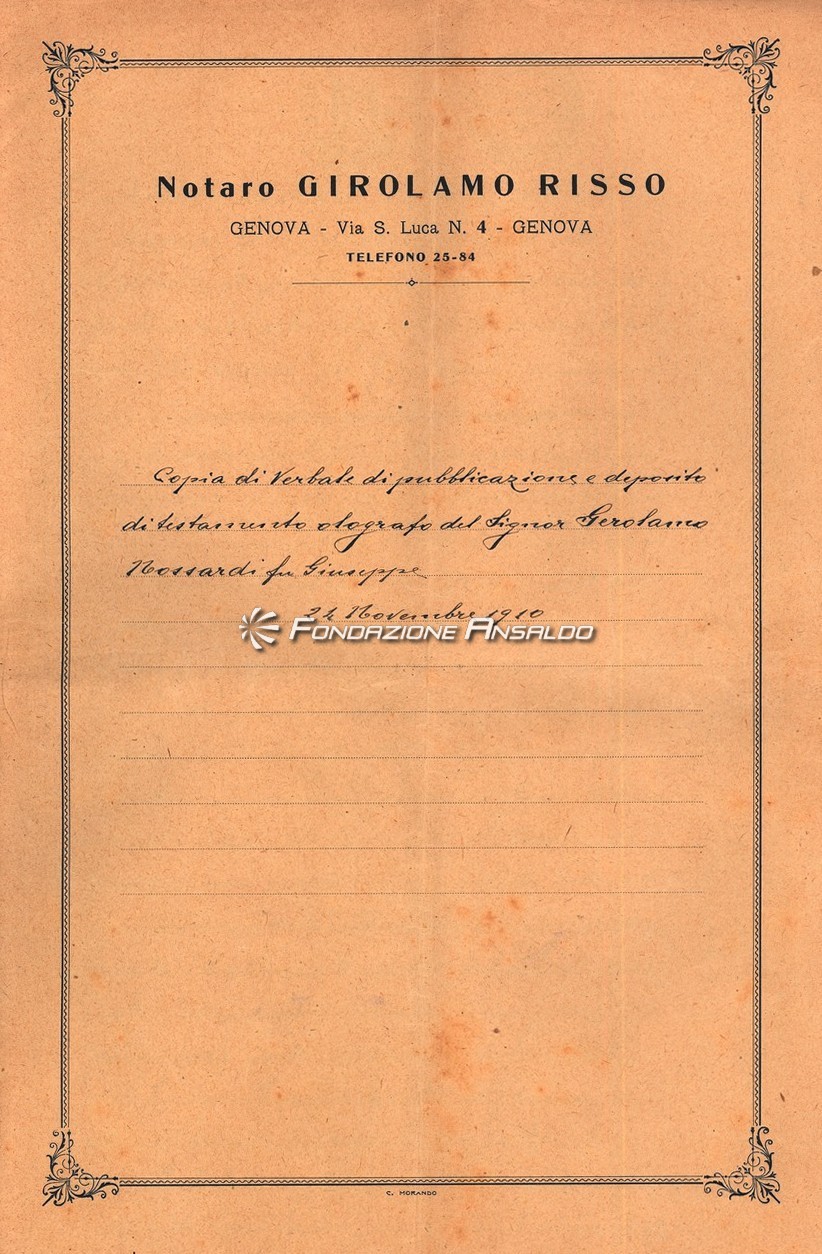 Notaro GIROLAMO RISSO
GENOVA - Via S. Luca N. 4 - GENOVA
TELEFONO 25-84
Copia di Verbale di pubblicazione e deposito
di testamento olografo del Signor Gerolamo
Rossardi fu Giuseppe
24 Novembre 1910
FONDAZIONE ANSALDO
C. MORANDO